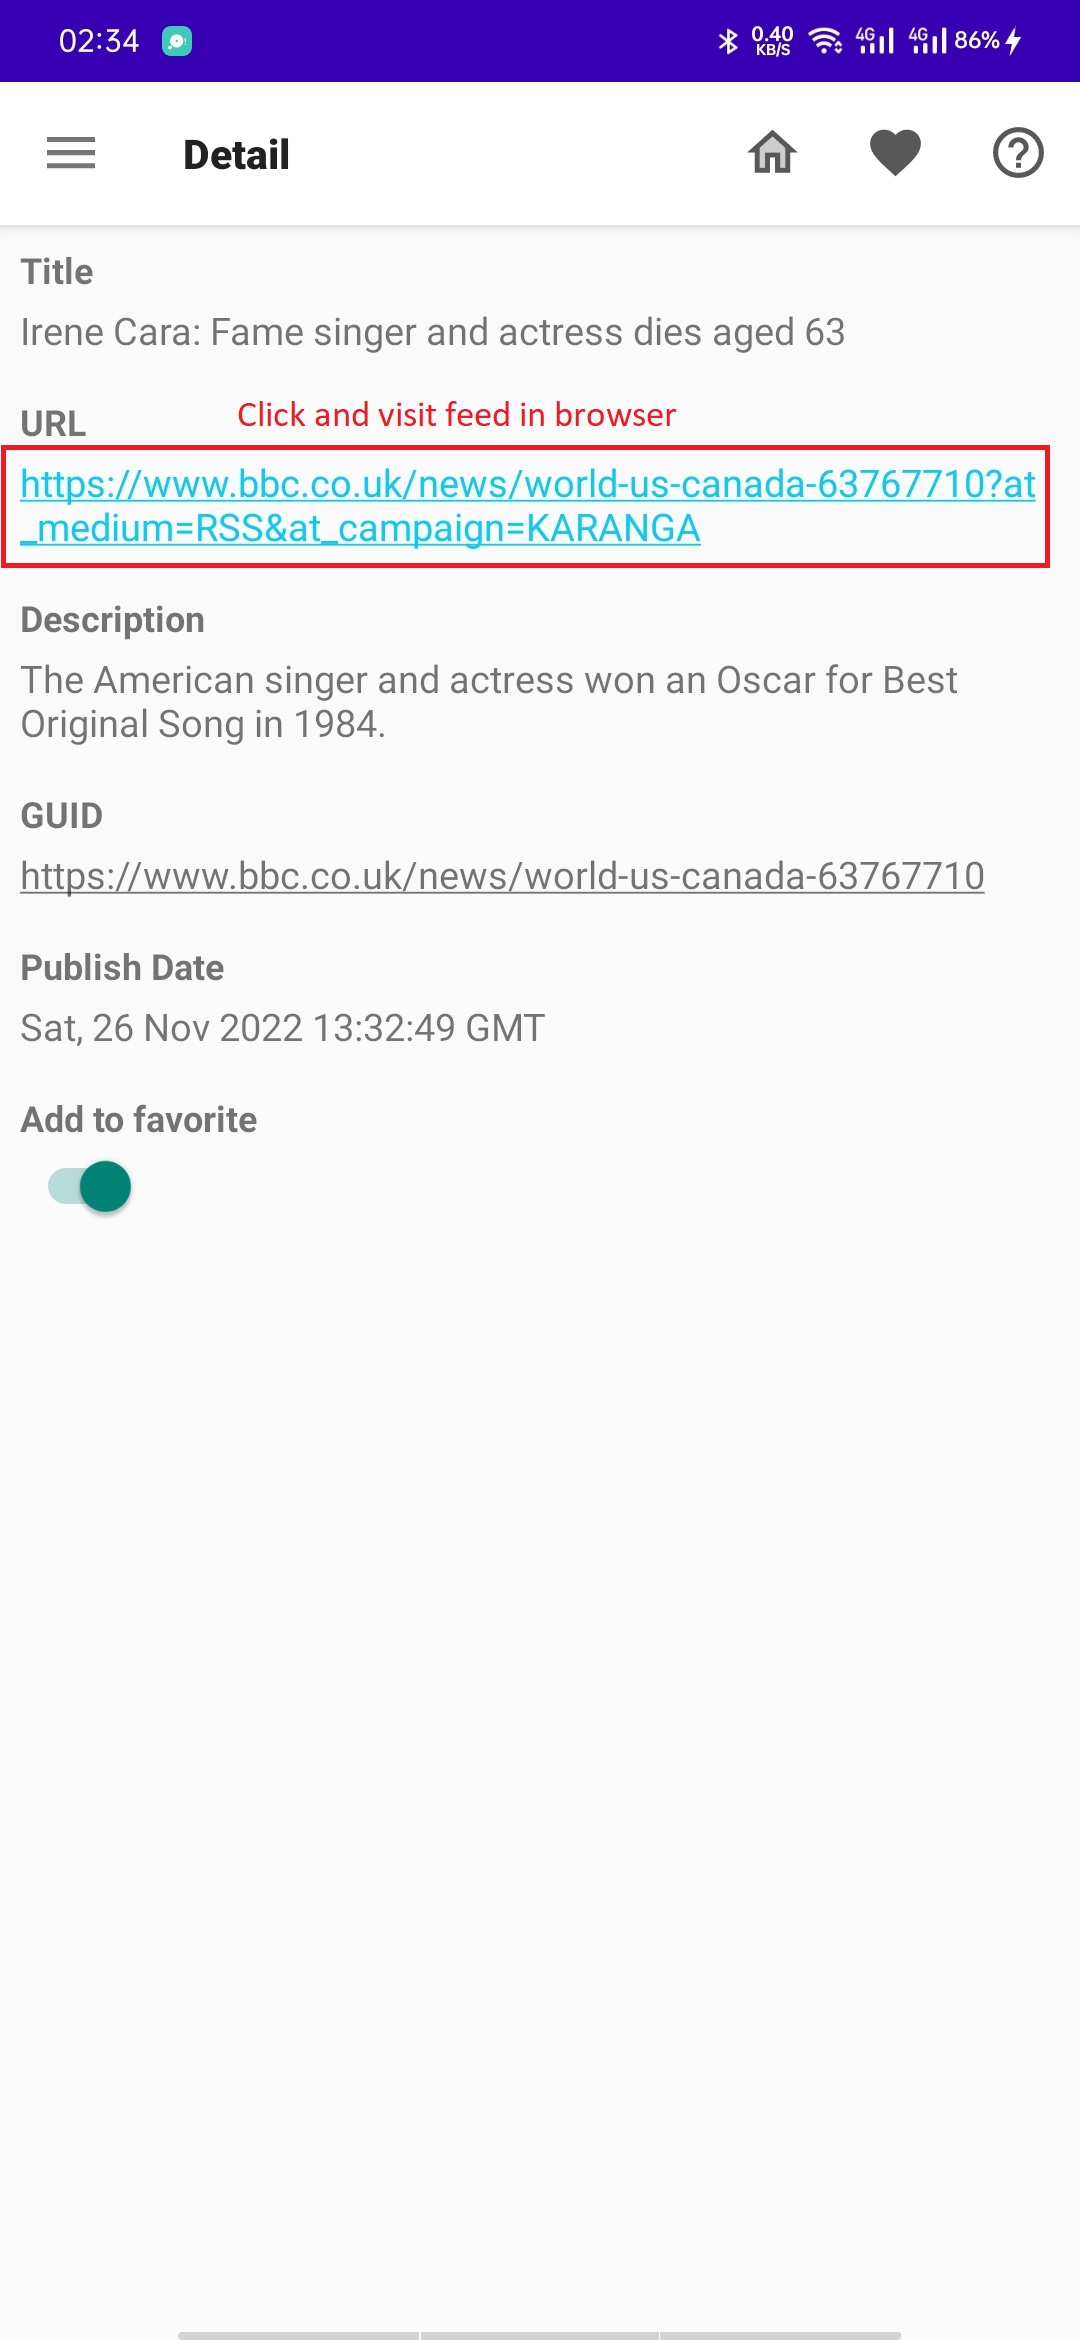 02:34
0.40 KB/S 4G 4G 86%
Detail
Title
Irene Cara: Fame singer and actress dies aged 63
URL
Click and visit feed in browser
https://www.bbc.co.uk/news/world-us-canada-63767710?at
_medium=RSS&at_campaign=KARANGA
Description
The American singer and actress won an Oscar for Best
Original Song in 1984.
GUID
https://www.bbc.co.uk/news/world-us-canada-63767710
Publish Date
Sat, 26 Nov 2022 13:32:49 GMT
Add to favorite